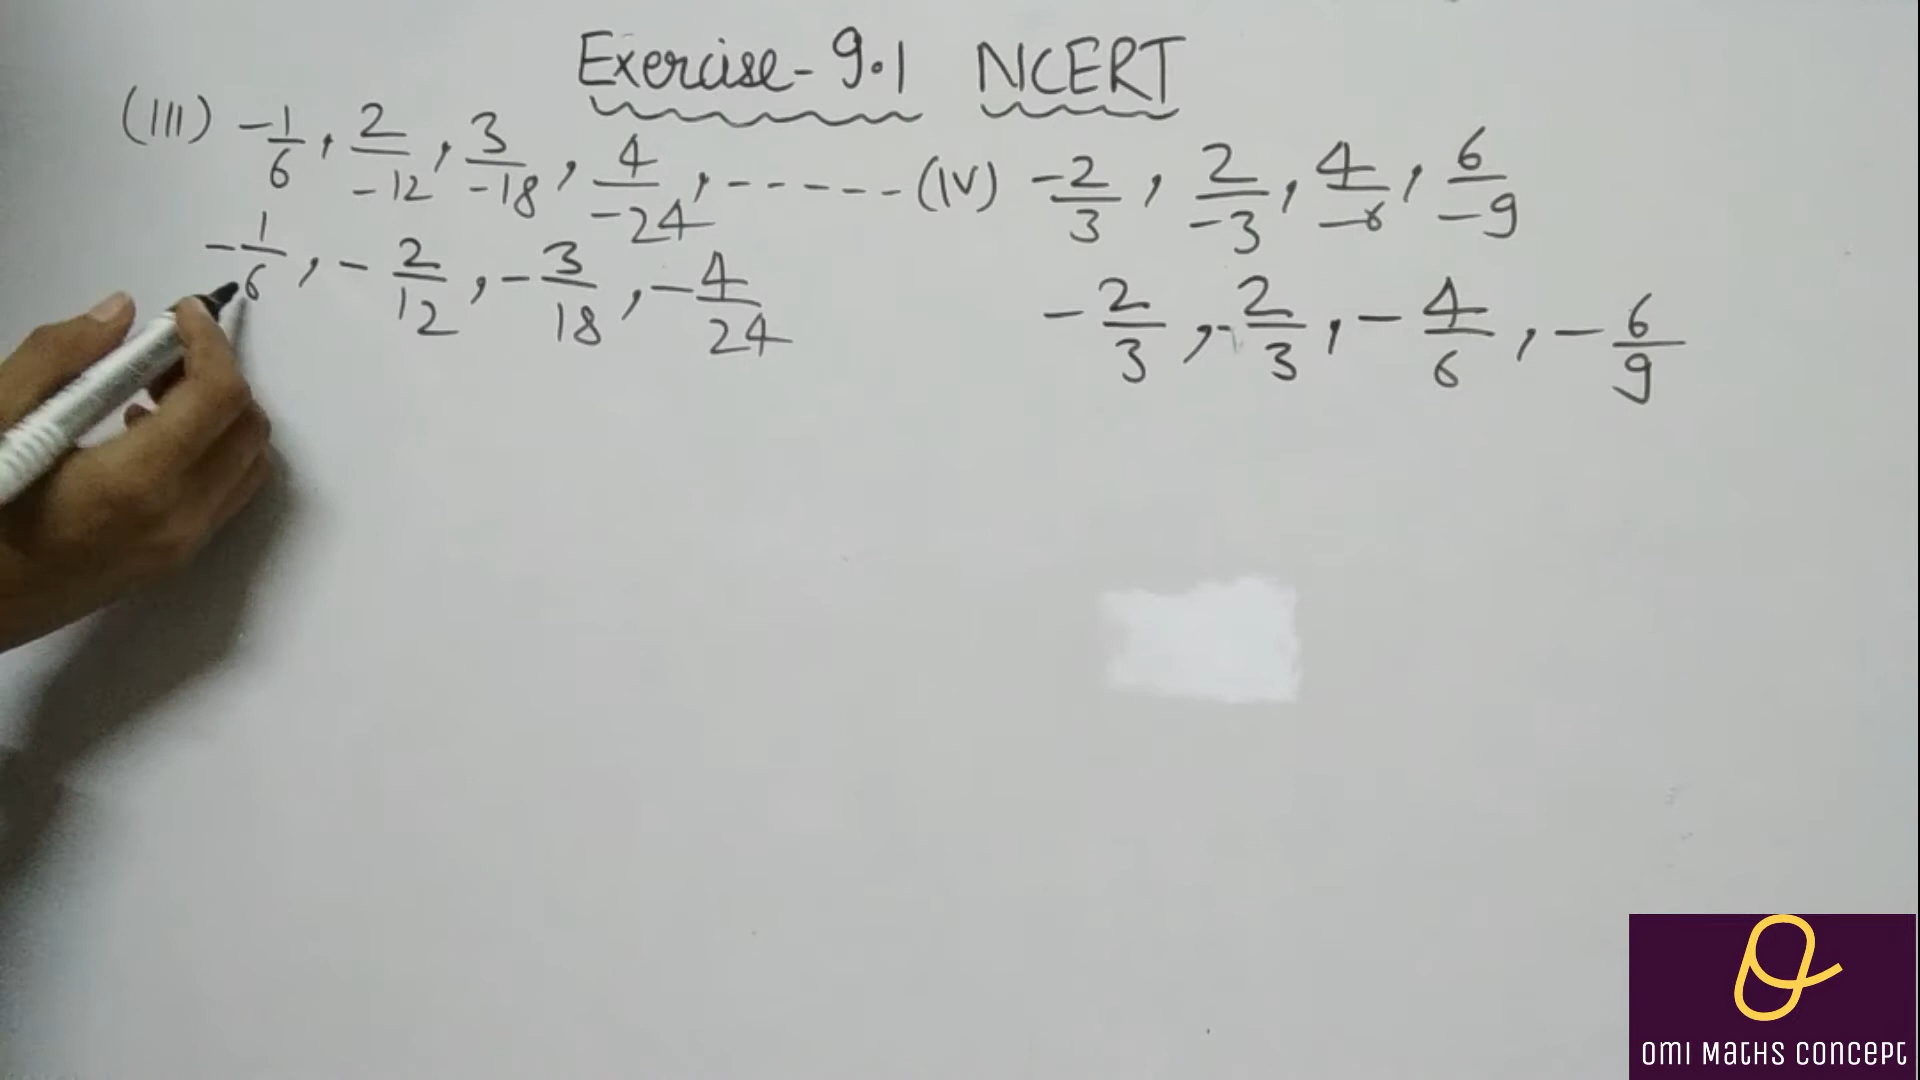 Exercise-9.1 NCERT
(III) -1/6, 2/-12, 3/-18, 4/-24, ------
-1/6, -2/12, -3/18, -4/24
(IV) -2/3, 2/-3, 4/-6, 6/-9
-2/3, -2/3, -4/6, -6/9
OMI MATHS CONCEPT